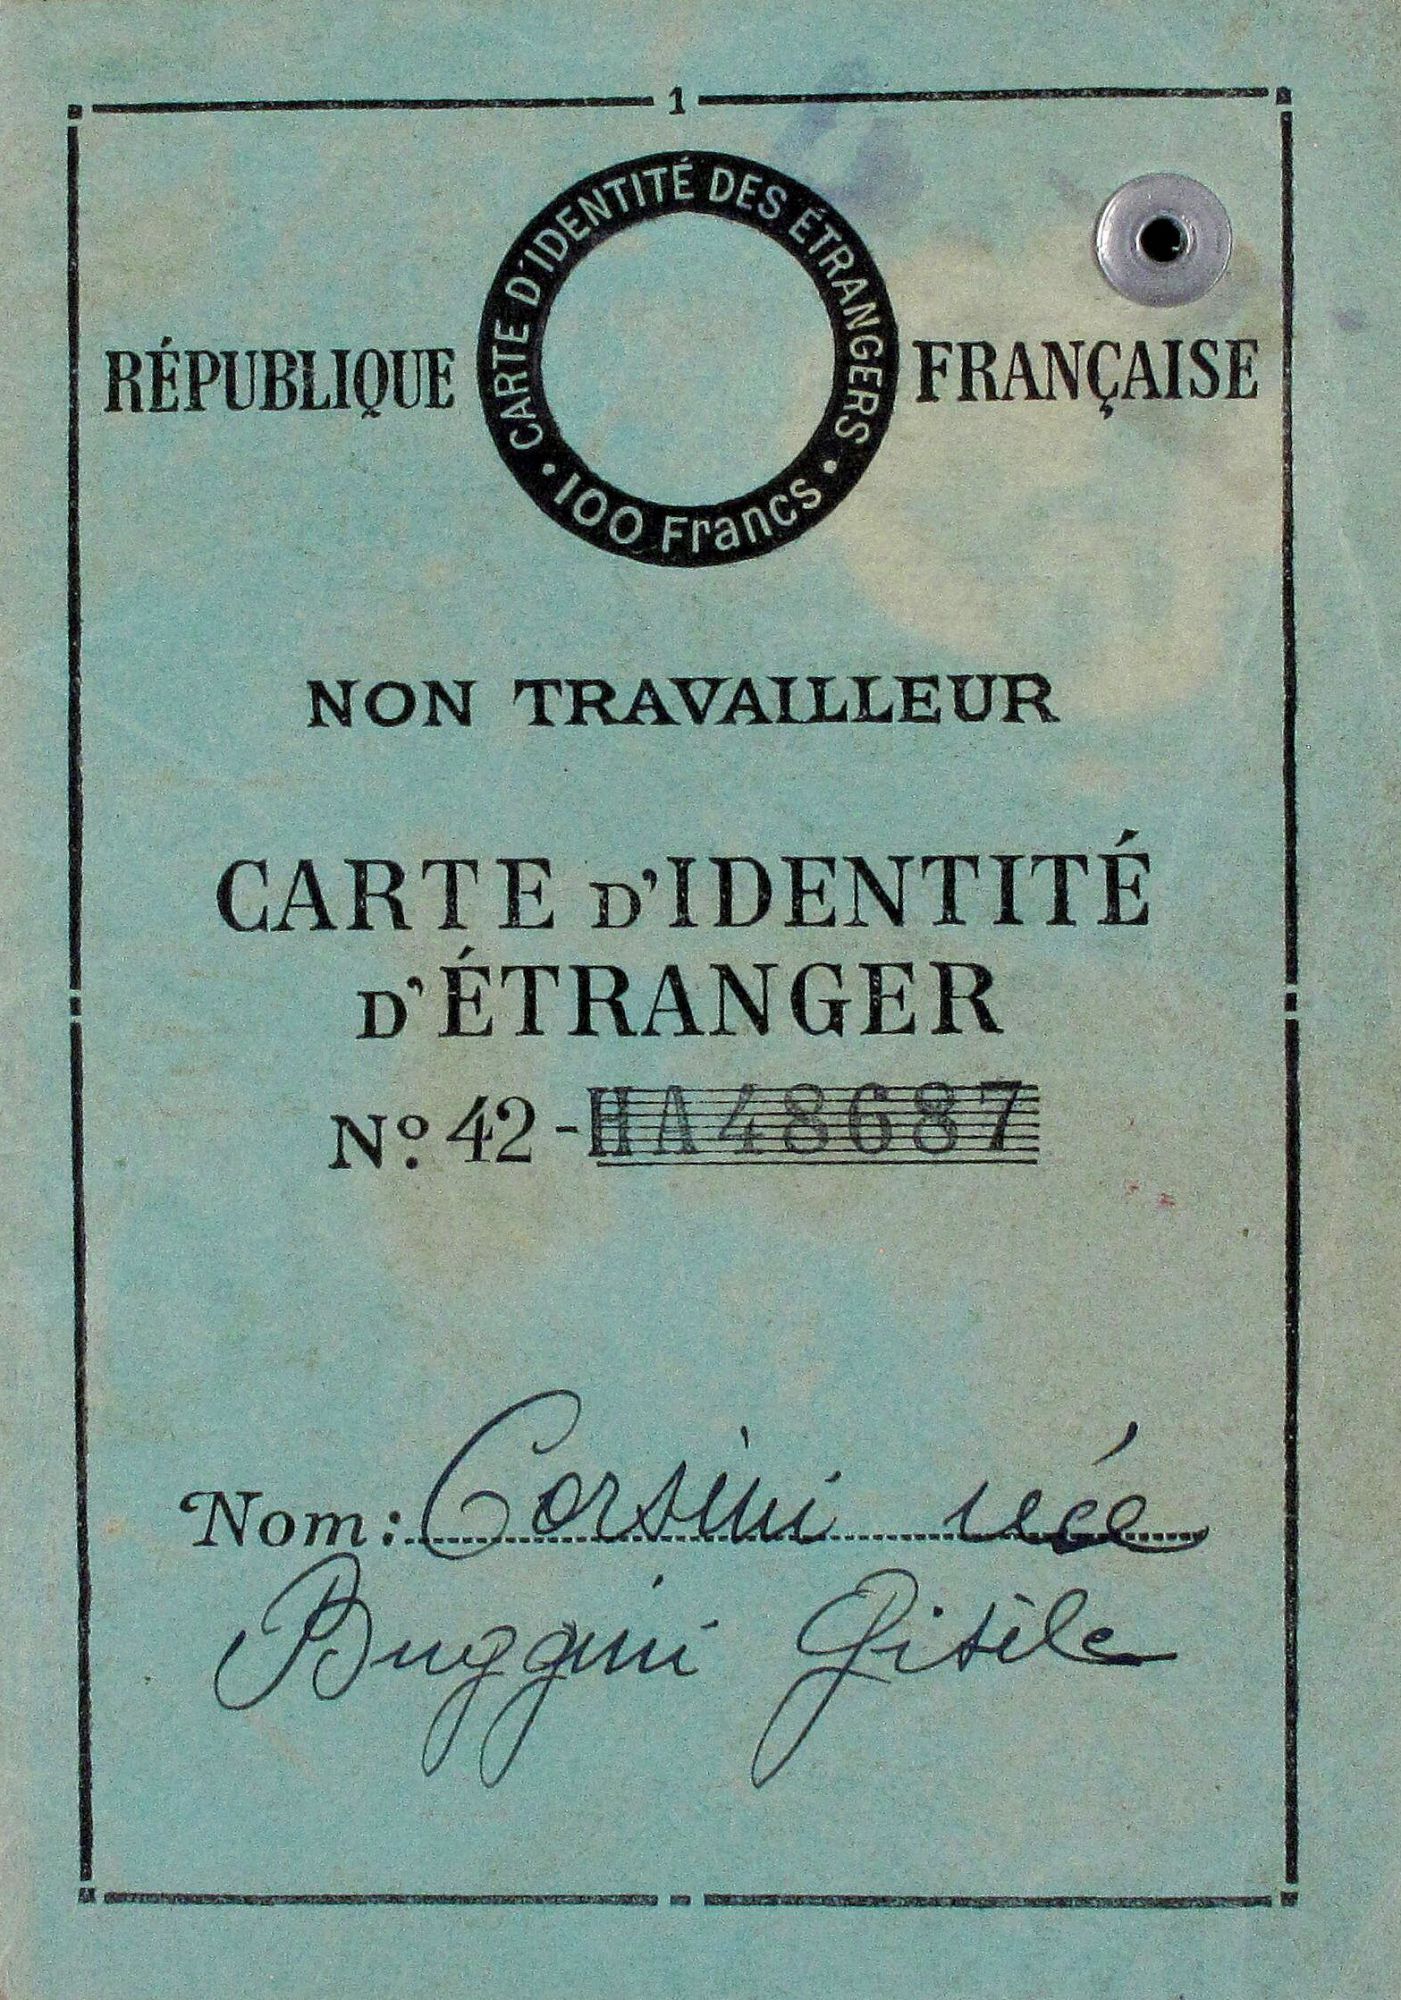 1
CARTE D'IDENTITÉ DES ÉTRANGERS
• 100 Francs •
RÉPUBLIQUE FRANÇAISE
NON TRAVAILLEUR
CARTE D'IDENTITÉ
D'ÉTRANGER
Nº 42 - HA48687
Nom: Corsini née
Buggini Gisèle